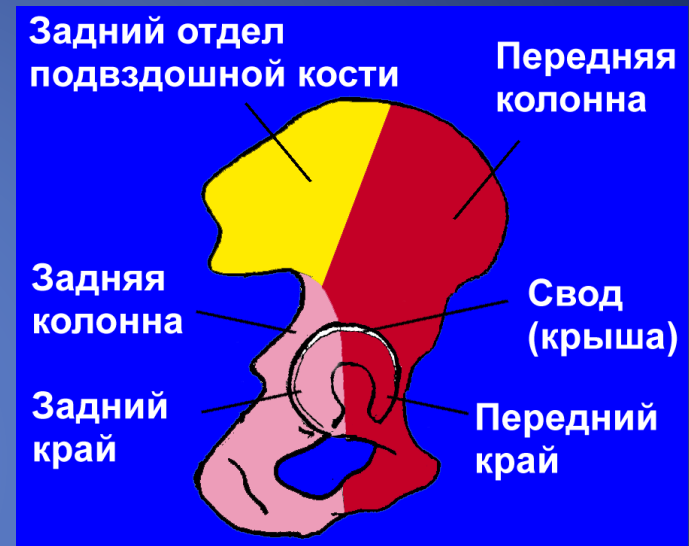 Задний отдел
подвздошной кости
Передняя
колонна
Задняя
колонна
Свод
(крыша)
Задний
край
Передний
край